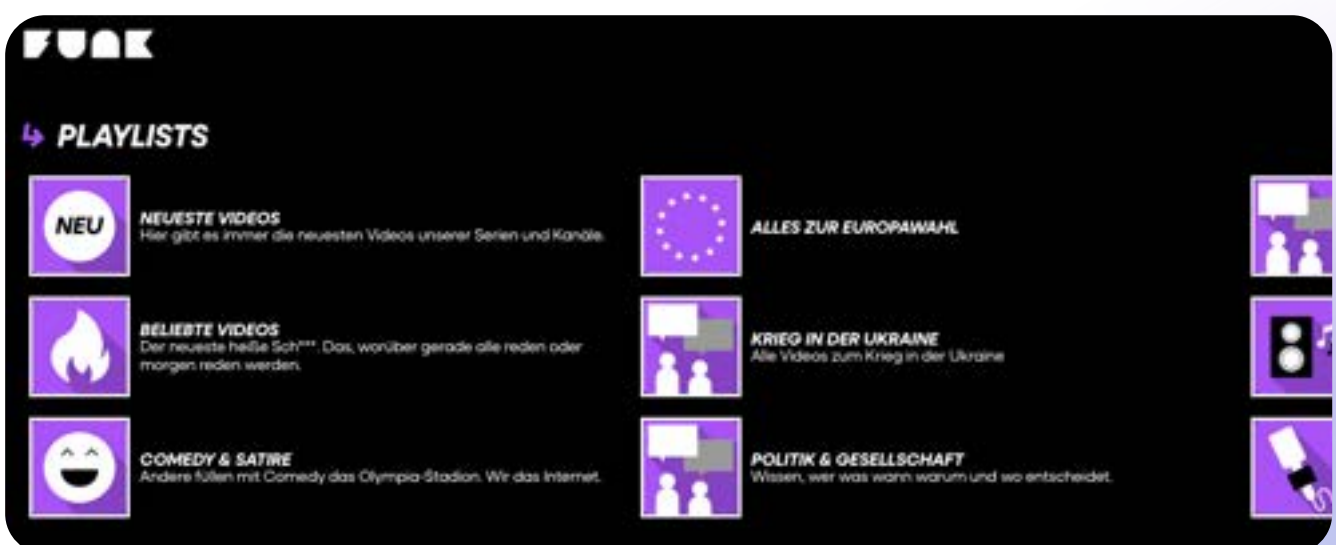 FUNK
PLAYLISTS
NEU
NEUESTE VIDEOS
Hier gibt es immer die neuesten Videos unserer Serien und Kanäle.
BELIEBTE VIDEOS
Der neueste heiße Sch***. Das, worüber gerade alle reden oder
morgen reden werden.
COMEDY & SATIRE
Andere füllen mit Comedy das Olympia-Stadion. Wir das Internet.
ALLES ZUR EUROPAWAHL
KRIEG IN DER UKRAINE
Alle Videos zum Krieg in der Ukraine
POLITIK & GESELLSCHAFT
Wissen, wer was wann warum und wo entscheidet.